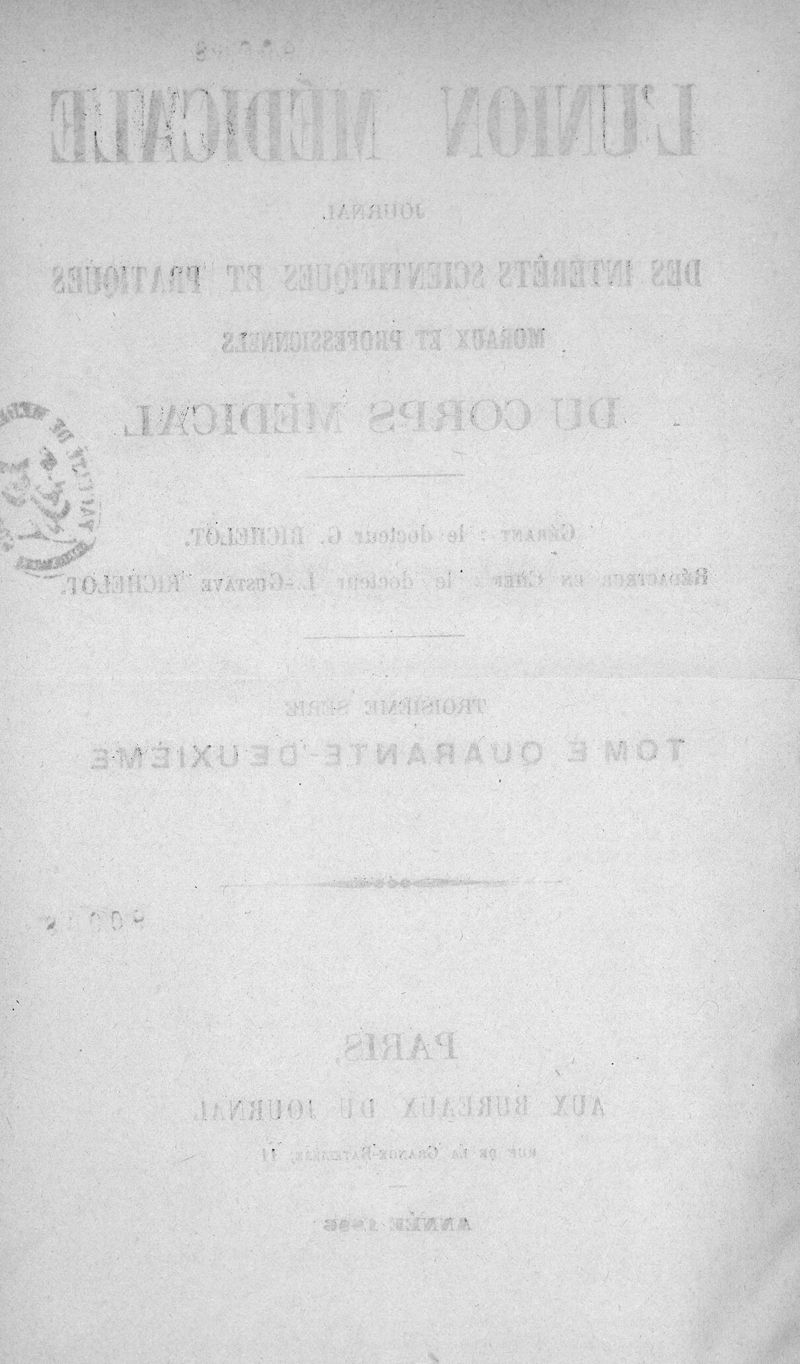 L'UNION MÉDICALE
JOURNAL
DES INTÉRÊTS SCIENTIFIQUES ET PRATIQUES
MORAUX ET PROFESSIONNELS
DU CORPS MÉDICAL
GÉRANT : le docteur G. RICHELOT.
RÉDACTEUR EN CHEF : le docteur L.-GUSTAVE RICHELOT.
TROISIÈME SÉRIE
TOME QUARANTE-DEUXIÈME
PARIS,
AUX BUREAUX DU JOURNAL
RUE DE LA GRANGE-BATELIÈRE, 11
ANNÉE 1886